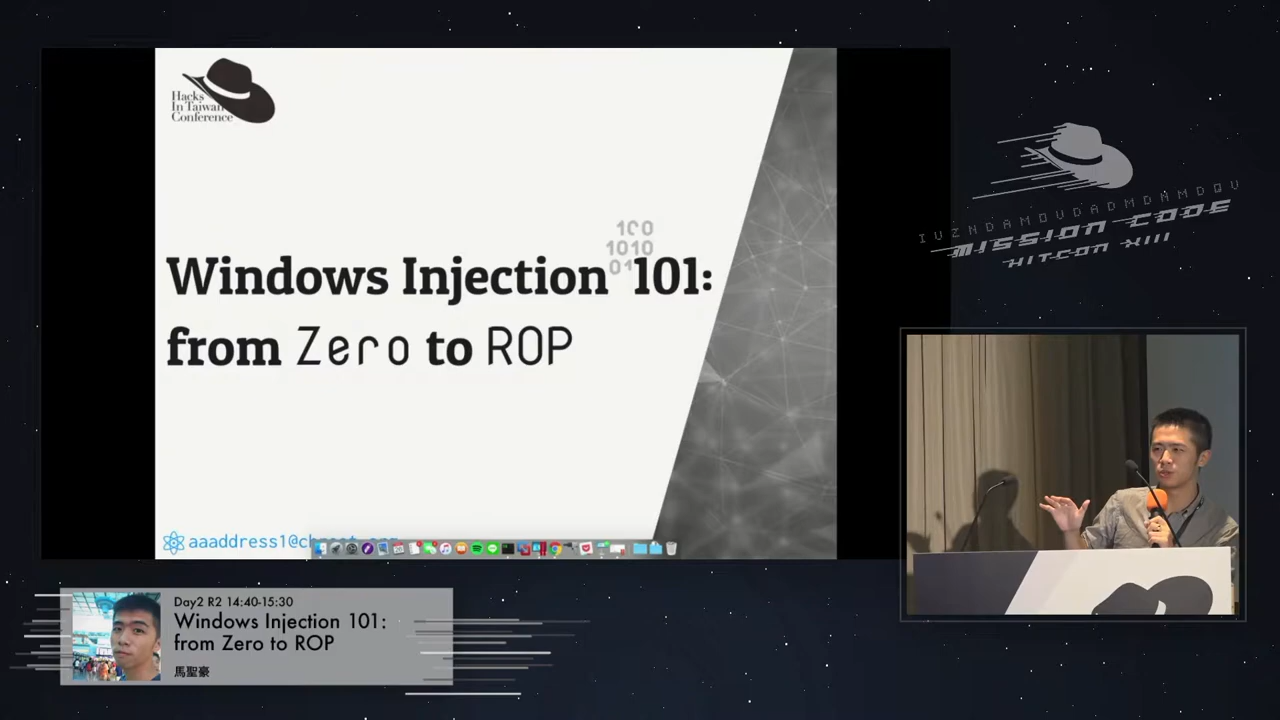 Hacks
In Taiwan
Conference
100
1010
01
Windows Injection 101:
from Zero to ROP
IVZNDAMOVDADMDNMDQV
MISSION CODE
HITCON XIII
Day2 R2 14:40-15:30
Windows Injection 101:
from Zero to ROP
馬聖豪